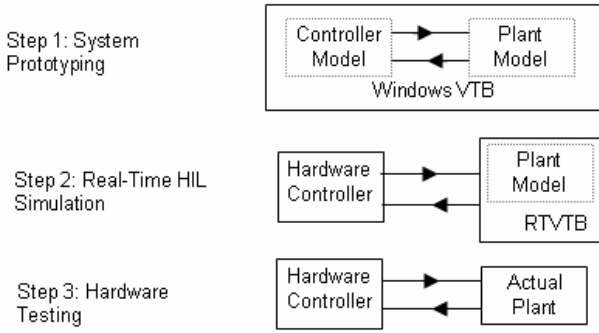 Step 1: System
Prototyping
Controller
Model
Plant
Model
Windows VTB
Step 2: Real-Time HIL
Simulation
Hardware
Controller
Plant
Model
RTVTB
Step 3: Hardware
Testing
Hardware
Controller
Actual
Plant